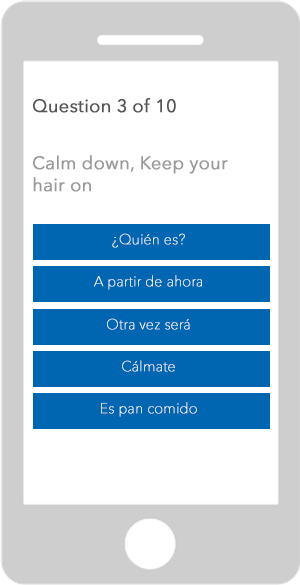 Question 3 of 10
Calm down, Keep your
hair on
¿Quién es?
A partir de ahora
Otra vez será
Cálmate
Es pan comido